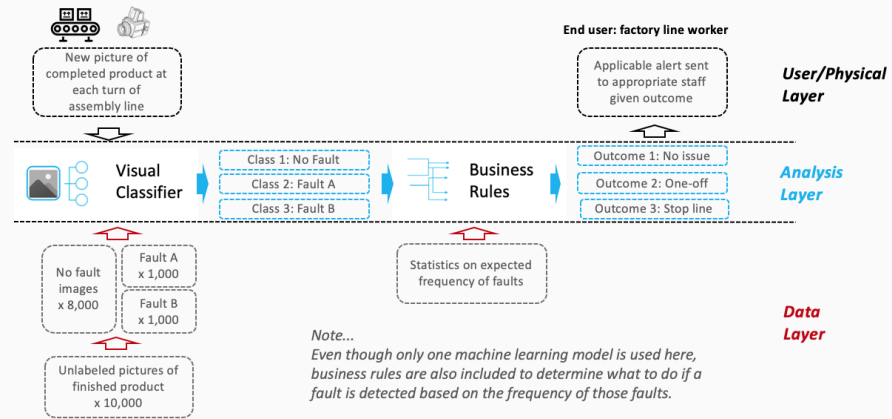 End user: factory line worker
New picture of
completed product at
each turn of
assembly line
Applicable alert sent
to appropriate staff
given outcome
User/Physical
Layer
Visual
Classifier
Class 1: No Fault
Class 2: Fault A
Class 3: Fault B
Business
Rules
Outcome 1: No issue
Outcome 2: One-off
Outcome 3: Stop line
Analysis
Layer
No fault
images
x 8,000
Fault A
x 1,000
Fault B
x 1,000
Statistics on expected
frequency of faults
Data
Layer
Unlabeled pictures of
finished product
x 10,000
Note...
Even though only one machine learning model is used here,
business rules are also included to determine what to do if a
fault is detected based on the frequency of those faults.